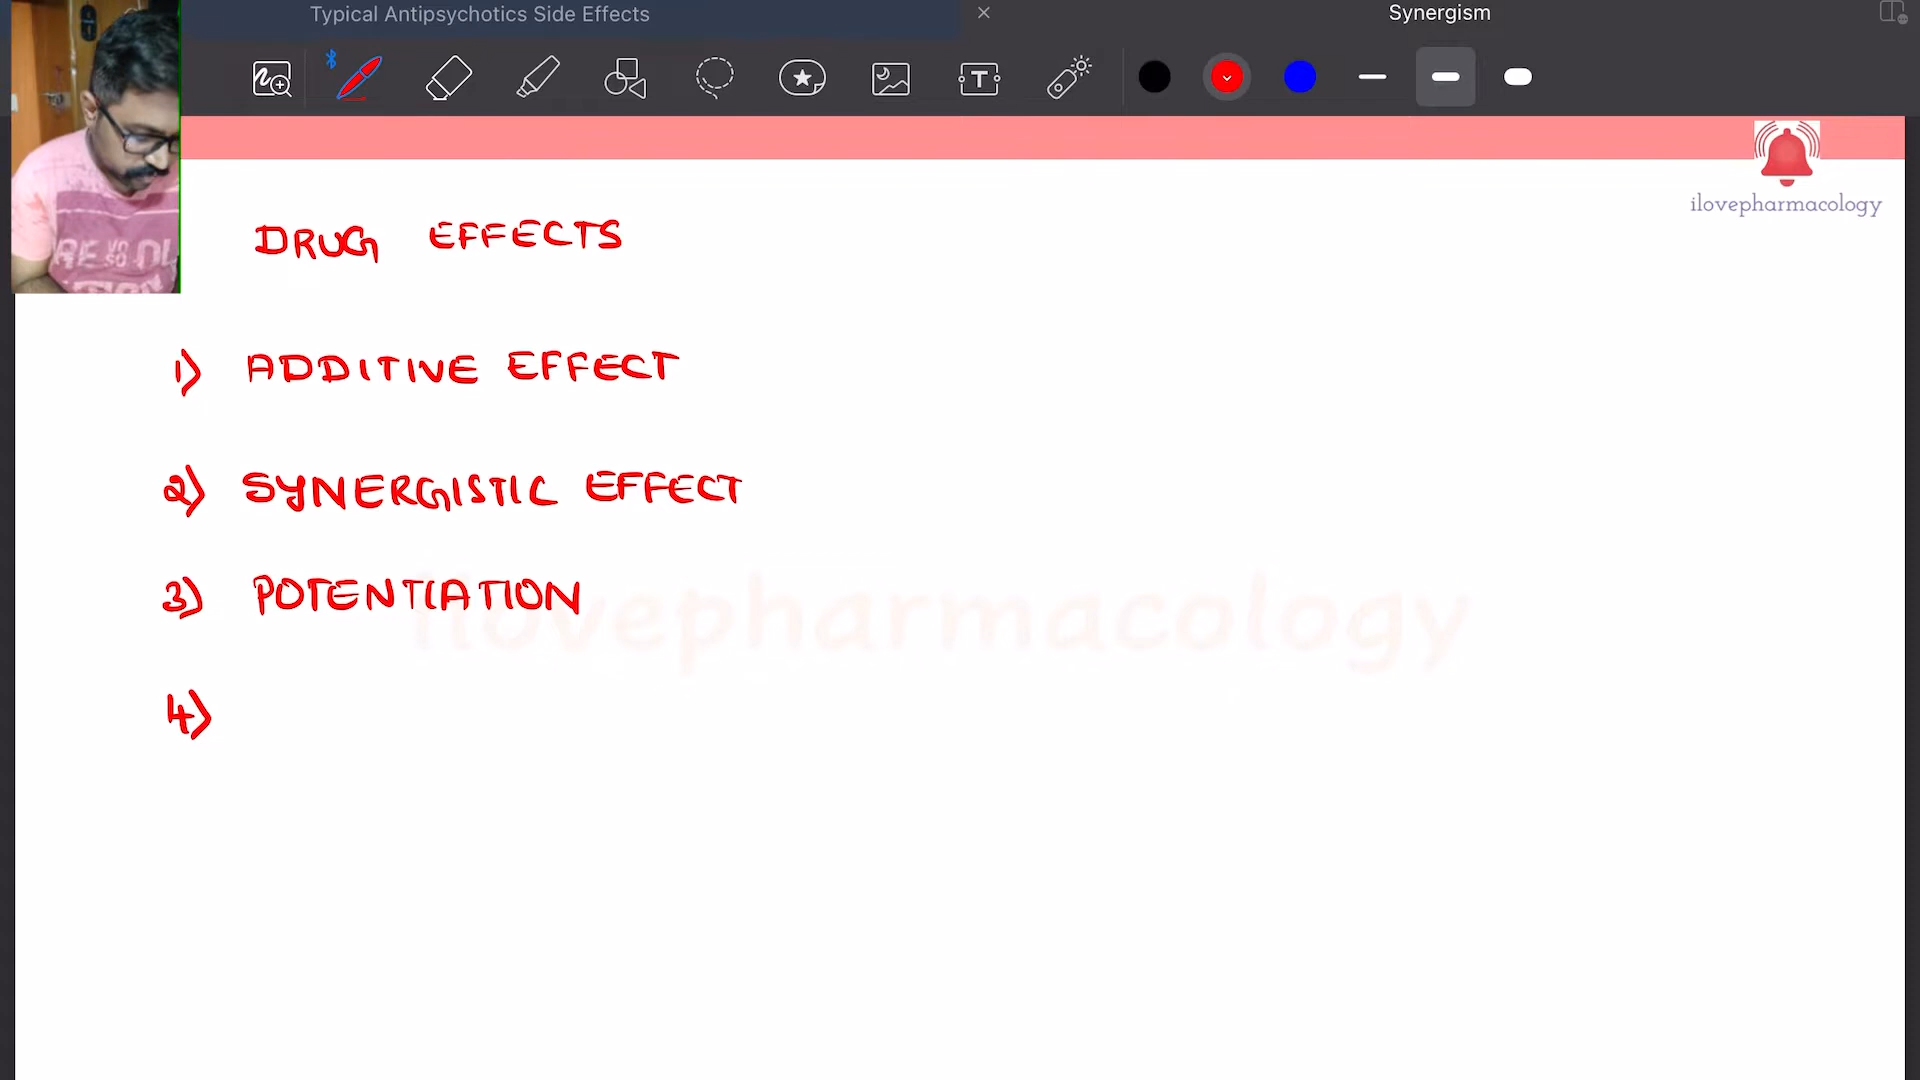 Typical Antipsychotics Side Effects
Synergism
ilovepharmacology
DRUG EFFECTS
1) ADDITIVE EFFECT
2) SYNERGISTIC EFFECT
3) POTENTIATION
ilovepharmacology
4)